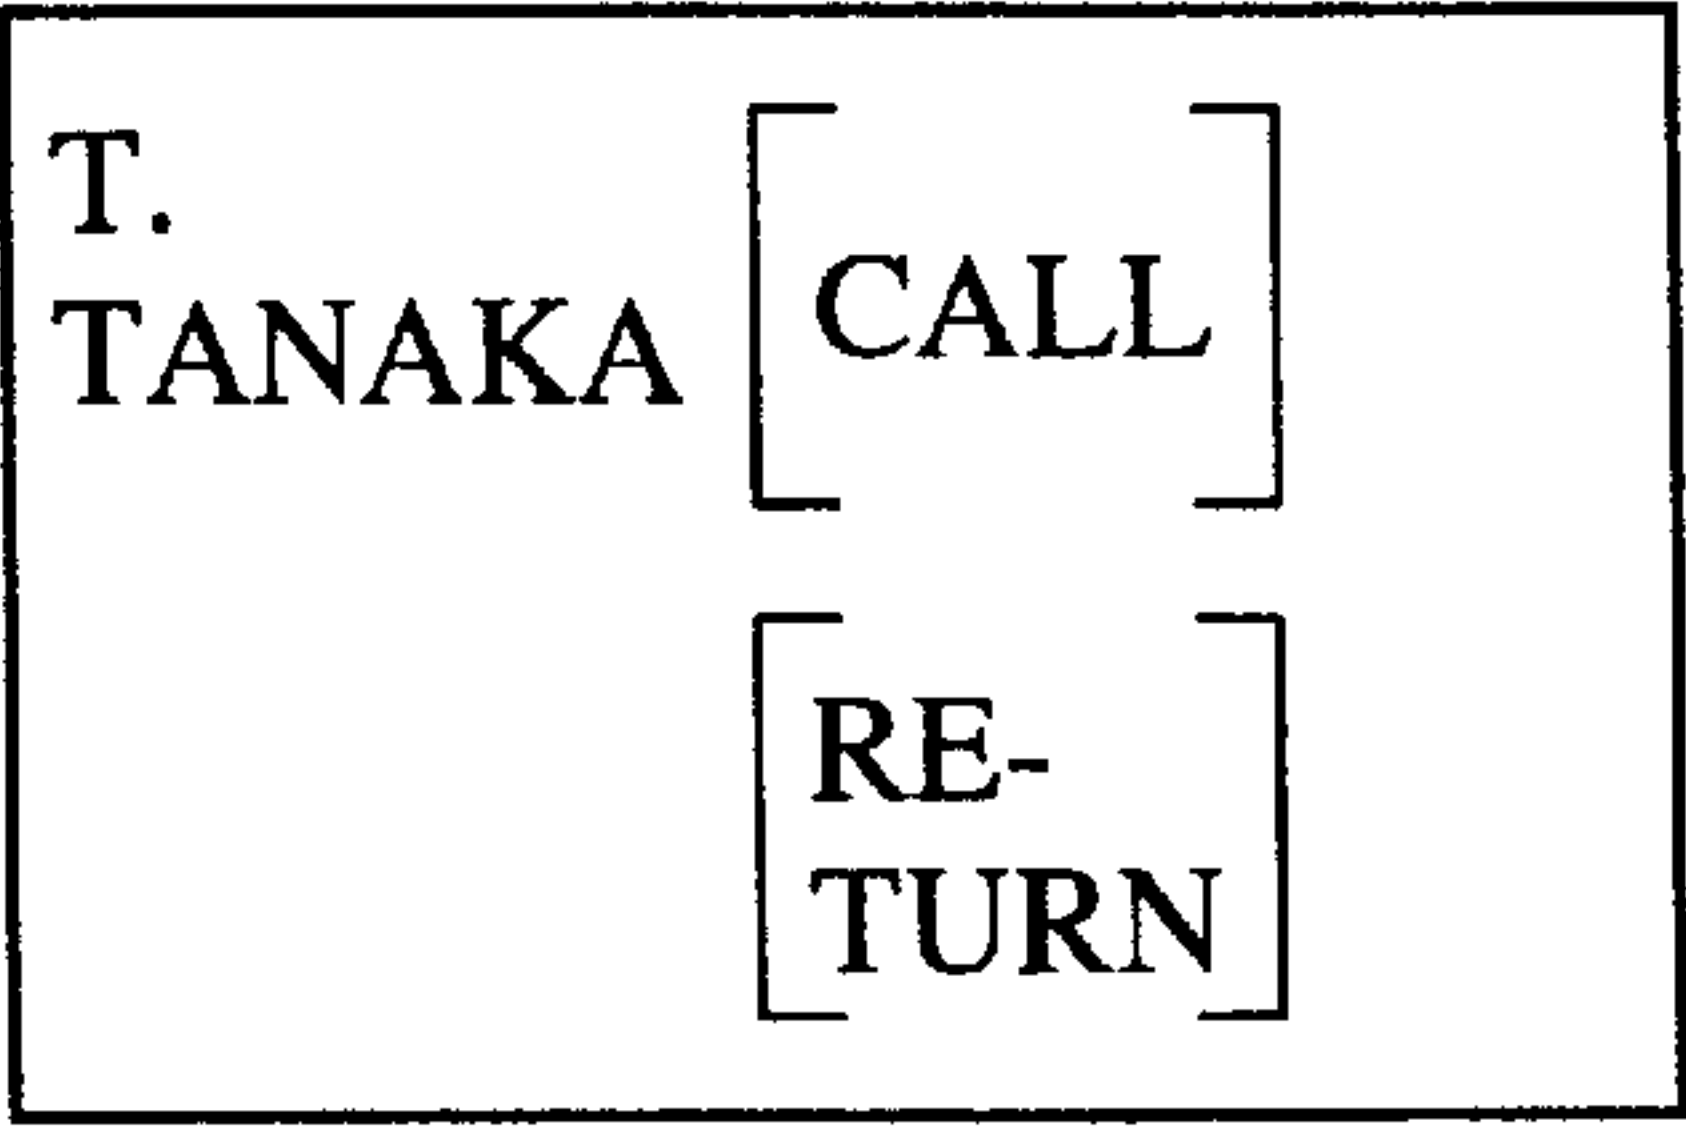 T.
TANAKA
CALL
RE-
TURN